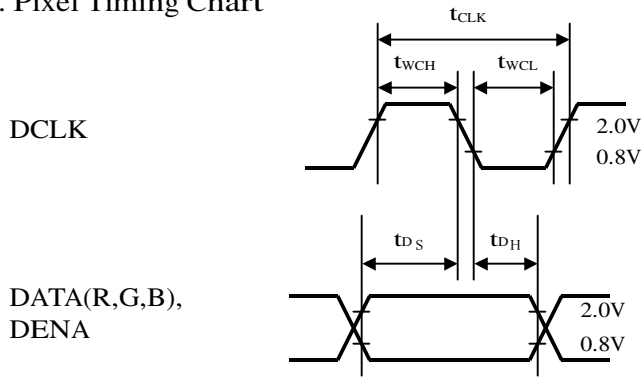 . Pixel Timing Chart
tCLK
tWCH tWCL
DCLK
2.0V
0.8V
tDS tDH
DATA(R,G,B),
DENA
2.0V
0.8V